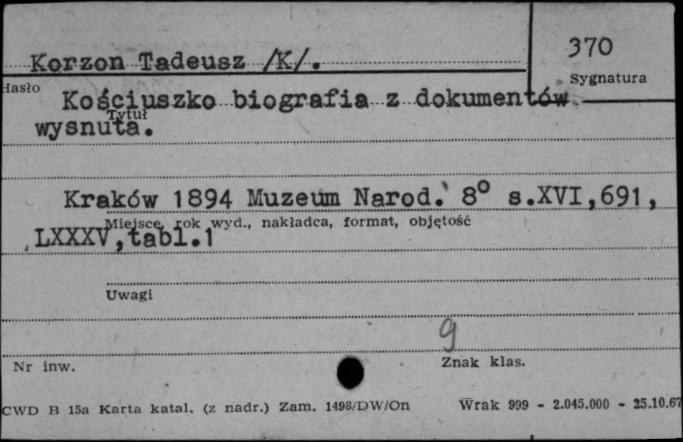 Korzon Tadeusz /K/.
370
Hasło
Sygnatura
Kościuszko biografia z dokumentów
Tytuł
wysnuta.
Kraków 1894 Muzeum Narod. 8° s.XVI,691,
Miejsce, rok wyd., nakładca, format, objętość
LXXXV,tabl.1
Uwagi
9
Nr inw.
Znak klas.
CWD B 15a Karta katal. (z nadr.) Zam. 1498/DW/On Wrak 999 - 2.045.000 - 25.10.67